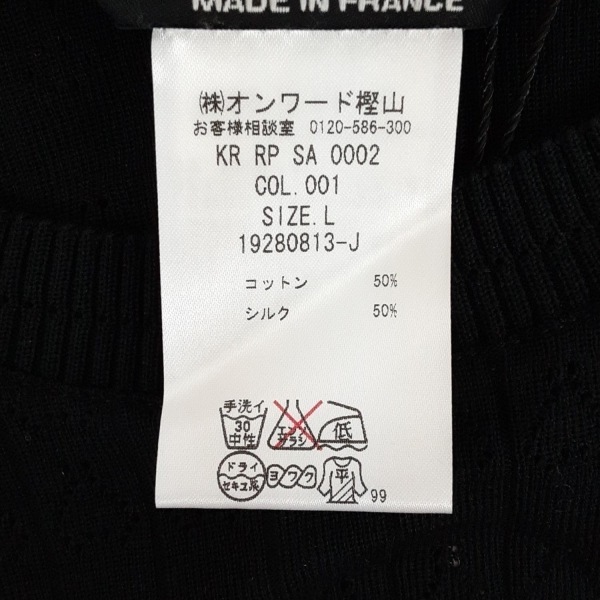 MADE IN FRANCE
㈱オンワード樫山
お客様相談室 0120-586-300
KR RP SA 0002
COL.001
SIZE.L
19280813-J
コットン 50%
シルク 50%
手洗イ
30
中性
エンソ
サラシ
低
ドライ
セキユ系
ヨワク
平
99